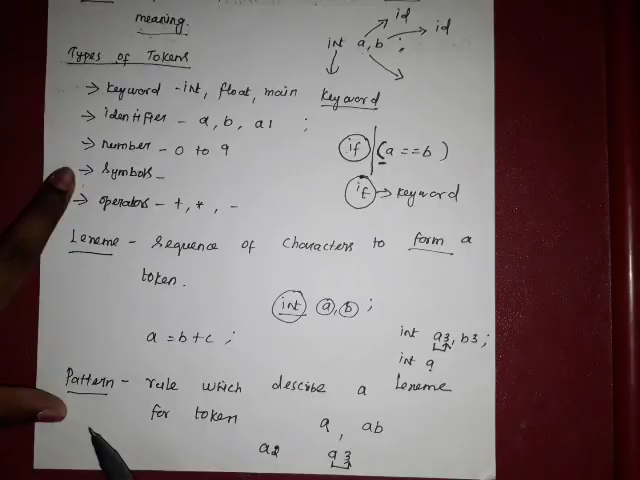 meaning.
id
id
int a, b ;
Types of Tokens
→ keyword - int, float, main
keyword
→ identifier - a, b, a1 ;
→ number - 0 to 9
if (a == b)
→ symbols -
if → keyword
→ operators - +, *, -
Lexeme - sequence of characters to form a
token.
int a, b ;
a = b + c ;
int a3, b3;
int 9
Pattern - rule which describe a Lexeme
for token
a, ab
a2 a3